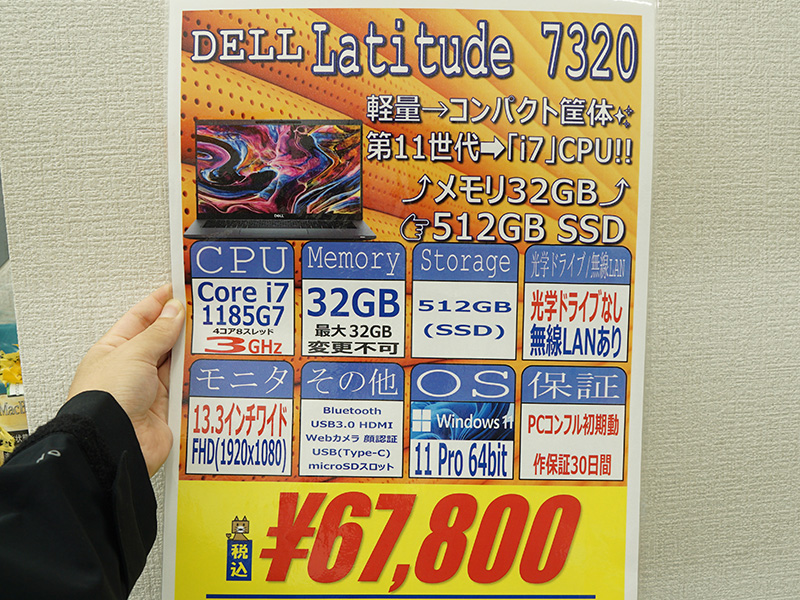 DELL Latitude 7320
軽量→コンパクト筐体✨
第11世代➡「i7」CPU!!
⤴メモリ32GB⤴
☞512GB SSD
DELL
CPU
Core i7
1185G7
4コア8スレッド
3GHz
Memory
32GB
最大32GB
変更不可
Storage
512GB
(SSD)
光学ドライブ/無線LAN
光学ドライブなし
無線LANあり
モニタ
13.3インチワイド
FHD(1920x1080)
その他
Bluetooth
USB3.0 HDMI
Webカメラ 顔認証
USB(Type-C)
microSDスロット
OS
Windows 11
11 Pro 64bit
保証
PCコンフル初期動
作保証30日間
税込
¥67,800